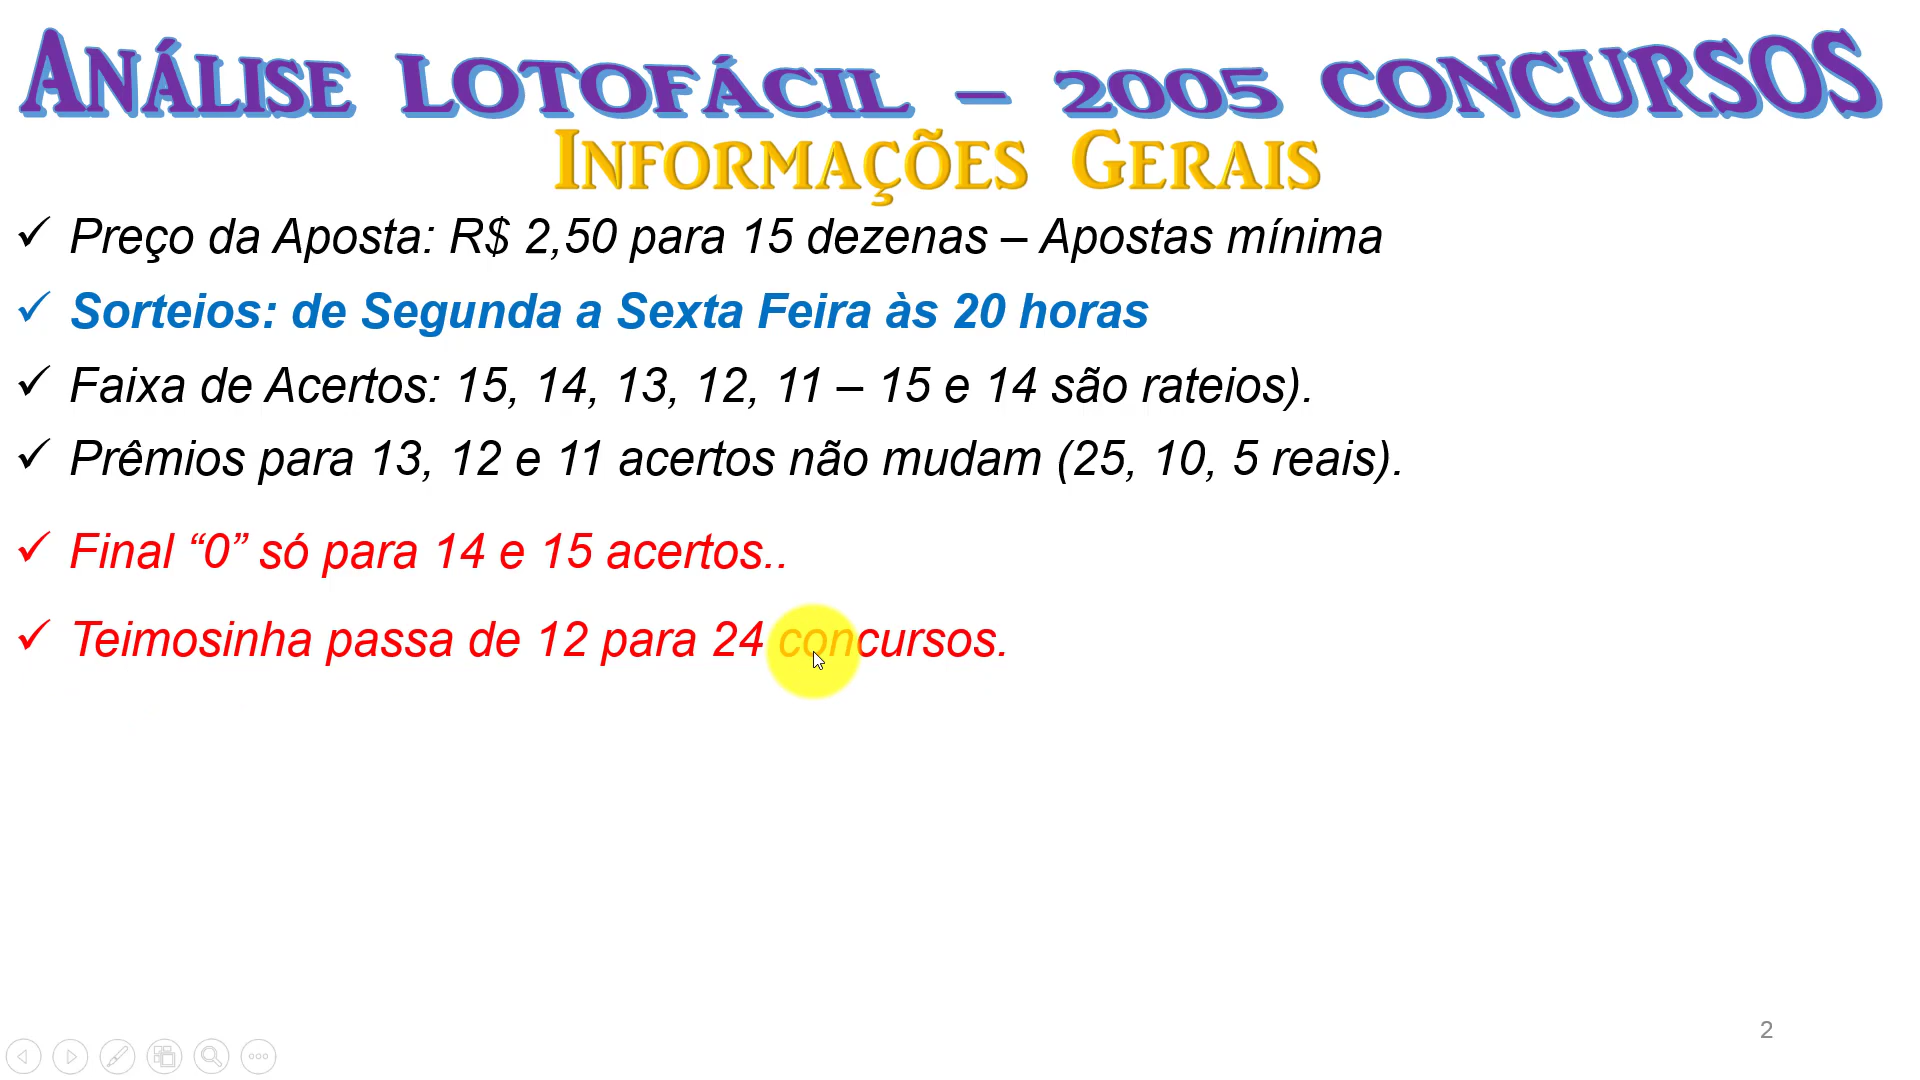 Análise Lotofácil – 2005 concursos
Informações Gerais
✓ Preço da Aposta: R$ 2,50 para 15 dezenas – Apostas mínima
✓ Sorteios: de Segunda a Sexta Feira às 20 horas
✓ Faixa de Acertos: 15, 14, 13, 12, 11 – 15 e 14 são rateios).
✓ Prêmios para 13, 12 e 11 acertos não mudam (25, 10, 5 reais).
✓ Final “0” só para 14 e 15 acertos..
✓ Teimosinha passa de 12 para 24 concursos.
2